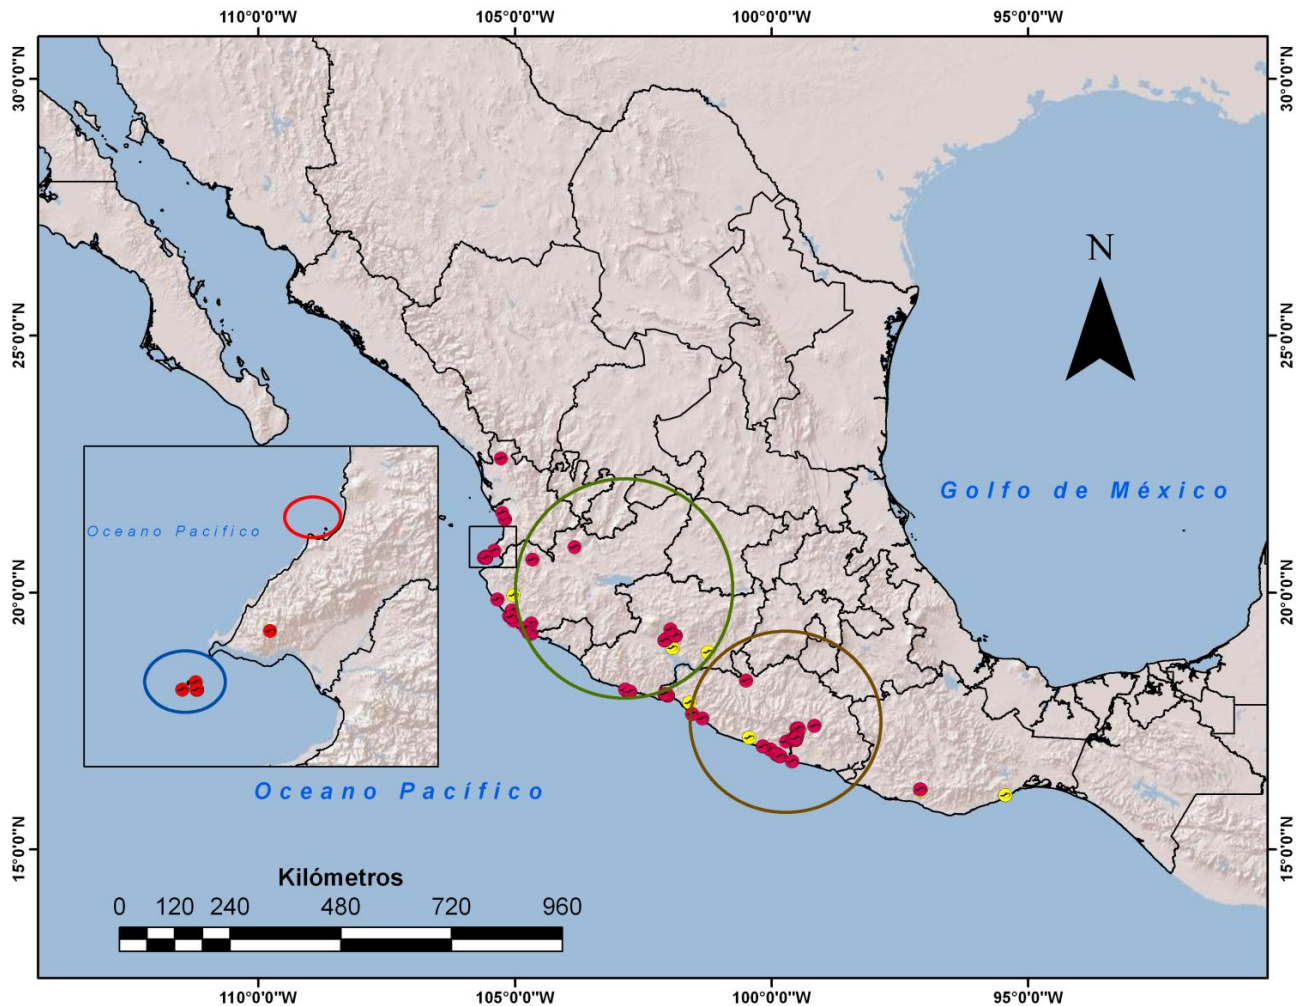 110°0'0"W 105°0'0"W 100°0'0"W 95°0'0"W
30°0'0"N 30°0'0"N
N
25°0'0"N 25°0'0"N
Golfo de México
Oceano Pacífico
20°0'0"N 20°0'0"N
Oceano Pacífico
15°0'0"N 15°0'0"N
Kilómetros
0 120 240 480 720 960
110°0'0"W 105°0'0"W 100°0'0"W 95°0'0"W